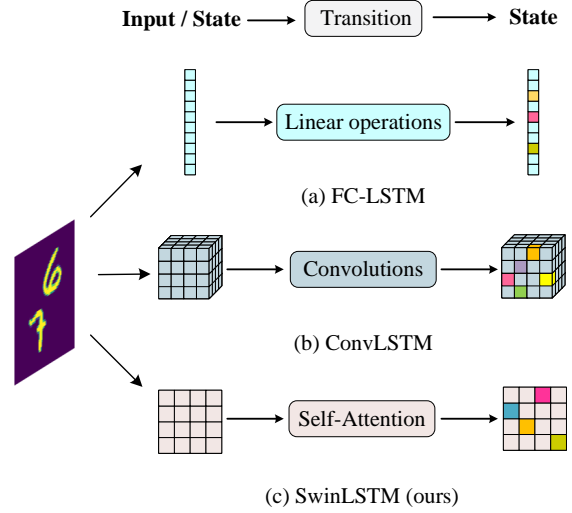 Input / State Transition State
Linear operations
(a) FC-LSTM
6
Convolutions
7
(b) ConvLSTM
Self-Attention
(c) SwinLSTM (ours)